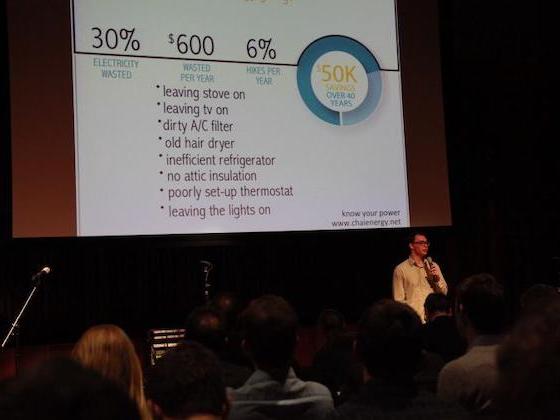 30% $600 6%
ELECTRICITY WASTED HIKES PER
WASTED PER YEAR YEAR
$50K
SAVINGS
OVER 40
YEARS
• leaving stove on
• leaving tv on
• dirty A/C filter
• old hair dryer
• inefficient refrigerator
• no attic insulation
• poorly set-up thermostat
• leaving the lights on
know your power
www.chaienergy.net